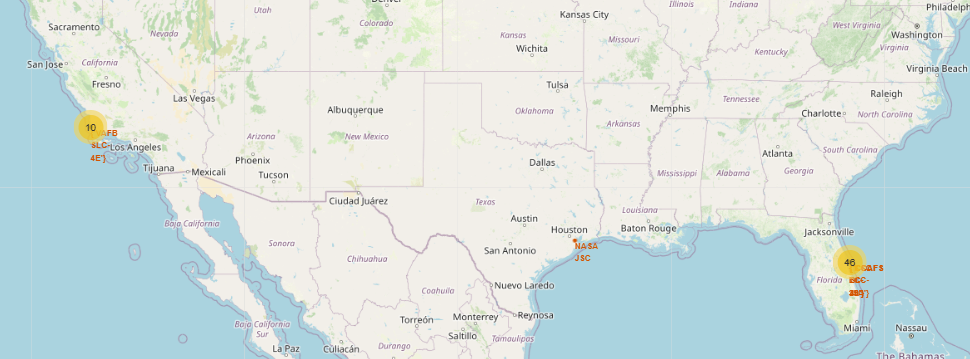 Philadelph
Denver
Utah
Kansas City
Illinois
Indiana
Sacramento
Nevada
West Virginia
Washington
Kansas
Missouri
Virginia
Wichita
Kentucky
San Jose
California
Fresno
Virginia Beach
Tulsa
Las Vegas
Raleigh
Albuquerque
Oklahoma
Memphis
Tennessee
Charlotte
10
AFB
Arizona
New Mexico
Arkansas
SLC-
Los Angeles
South Carolina
4E')
Phoenix
Dallas
Atlanta
Tijuana
Mexicali
Tucson
Mississippi
Alabama
Georgia
Ciudad Juárez
Texas
Louisiana
Baja California
Austin
Houston
Baton Rouge
Jacksonville
Sonora
NASA
San Antonio
JSC
Chihuahua
46
AFS
Florida
Coahuila
Nuevo Laredo
Torreón
Monterrey
Reynosa
Baja California
Sur
Saltillo
Miami
Nassau
Durango
Tamaulipas
La Paz
Culiacán
The Bahamas